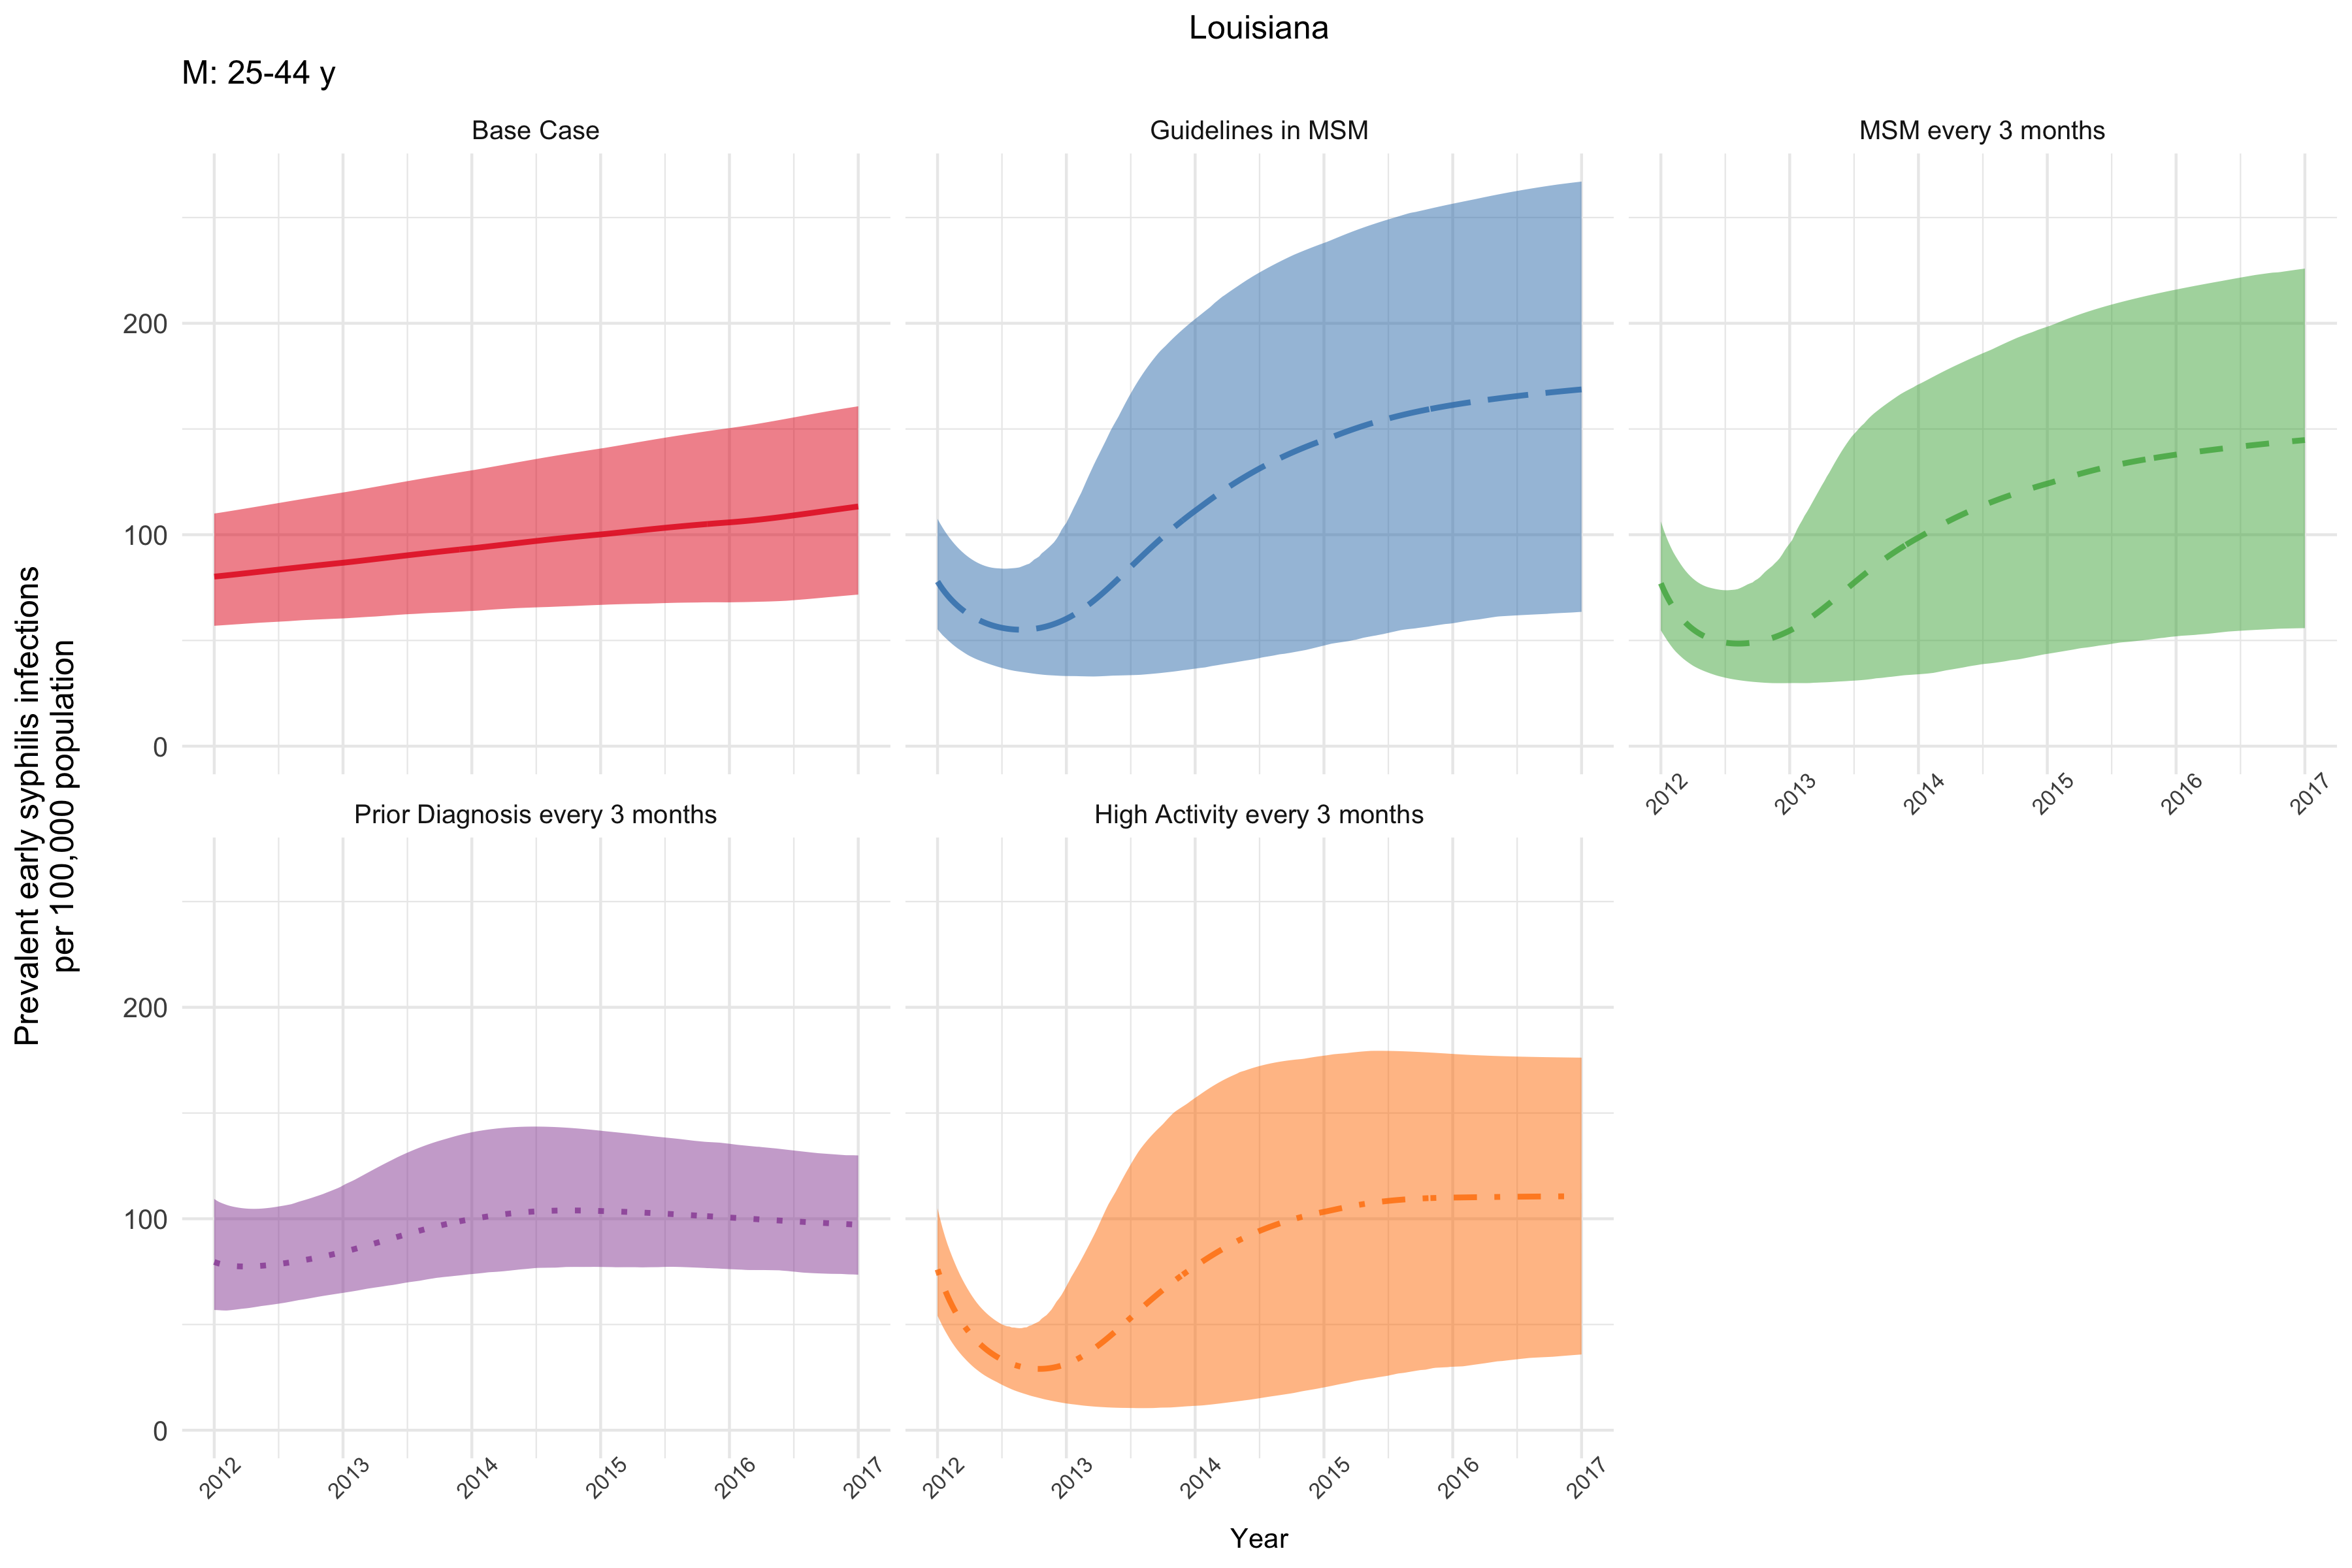 Louisiana
M: 25-44 y
Base Case
Guidelines in MSM
MSM every 3 months
200
100
0
2012
2013
2014
2015
2016
2017
Prevalent early syphilis infections
per 100,000 population
Prior Diagnosis every 3 months
High Activity every 3 months
200
100
0
2012
2013
2014
2015
2016
2017
2012
2013
2014
2015
2016
2017
Year